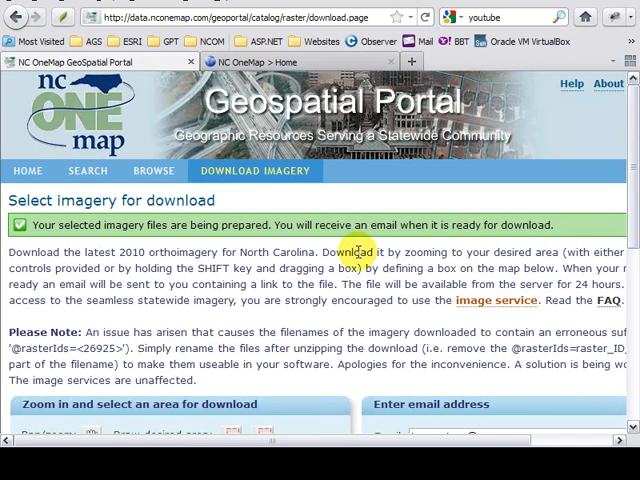 http://data.nconemap.com/geoportal/catalog/raster/download.page
youtube
Most Visited AGS ESRI GPT NCOM ASP.NET Websites Observer Mail BBT Oracle VM VirtualBox
NC OneMap GeoSpatial Portal
NC OneMap > Home
nc
ONE
map
Geospatial Portal
Geographic Resources Serving a Statewide Community
Help About
HOME SEARCH BROWSE DOWNLOAD IMAGERY
Select imagery for download
Your selected imagery files are being prepared. You will receive an email when it is ready for download.
Download the latest 2010 orthoimagery for North Carolina. Download it by zooming to your desired area (with either
controls provided or by holding the SHIFT key and dragging a box) by defining a box on the map below. When your
ready an email will be sent to you containing a link to the file. The file will be available from the server for 24 hours.
access to the seamless statewide imagery, you are strongly encouraged to use the image service. Read the FAQ.
Please Note: An issue has arisen that causes the filenames of the imagery downloaded to contain an erroneous
'@rasterIds=<26925>'). Simply rename the files after unzipping the download (i.e. remove the @rasterIds=raster_ID
part of the filename) to make them useable in your software. Apologies for the inconvenience. A solution is being
The image services are unaffected.
Zoom in and select an area for download
Enter email address
Pan/zoom: Draw desired area: